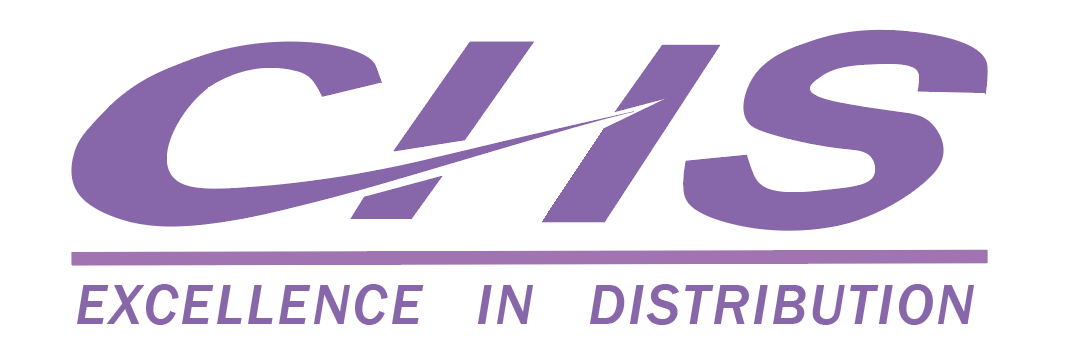 CHS
EXCELLENCE IN DISTRIBUTION